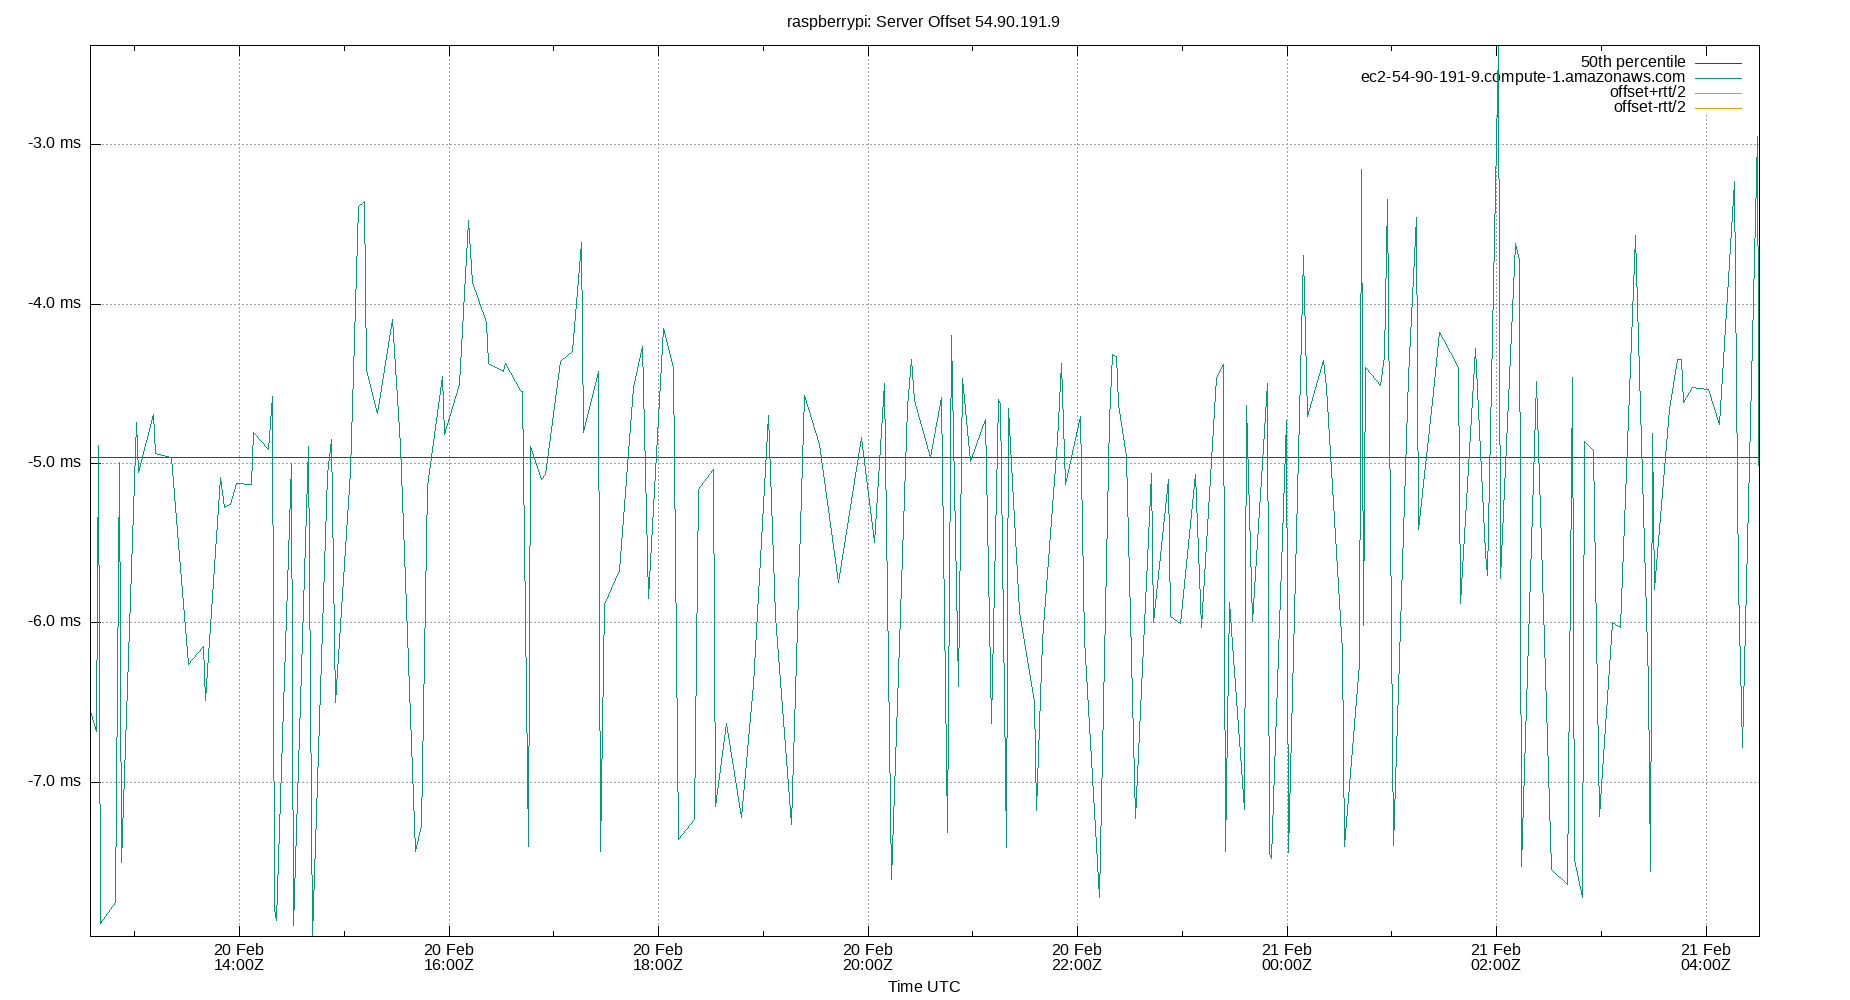 raspberrypi: Server Offset 54.90.191.9
50th percentile
ec2-54-90-191-9.compute-1.amazonaws.com
offset+rtt/2
offset-rtt/2
-3.0 ms
-4.0 ms
-5.0 ms
-6.0 ms
-7.0 ms
20 Feb 20 Feb 20 Feb 20 Feb 20 Feb 21 Feb 21 Feb 21 Feb
14:00Z 16:00Z 18:00Z 20:00Z 22:00Z 00:00Z 02:00Z 04:00Z
Time UTC